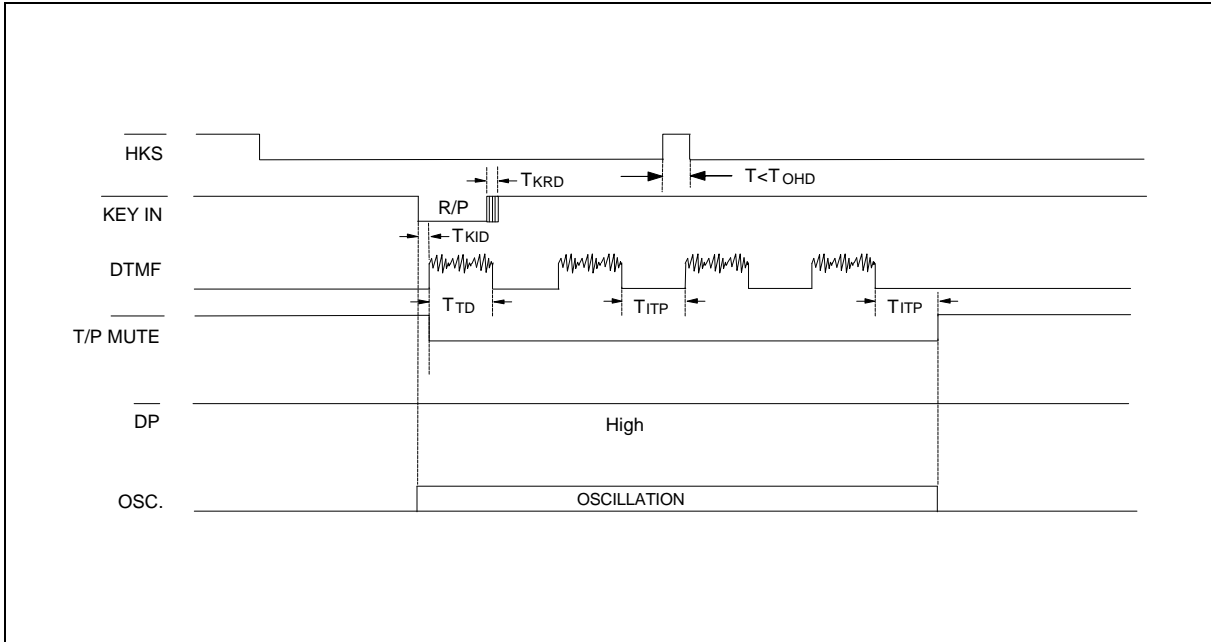 HKS
T<TOHD
TKRD
KEY IN
R/P
TKID
DTMF
TTD
TITP
TITP
T/P MUTE
DP
High
OSC.
OSCILLATION